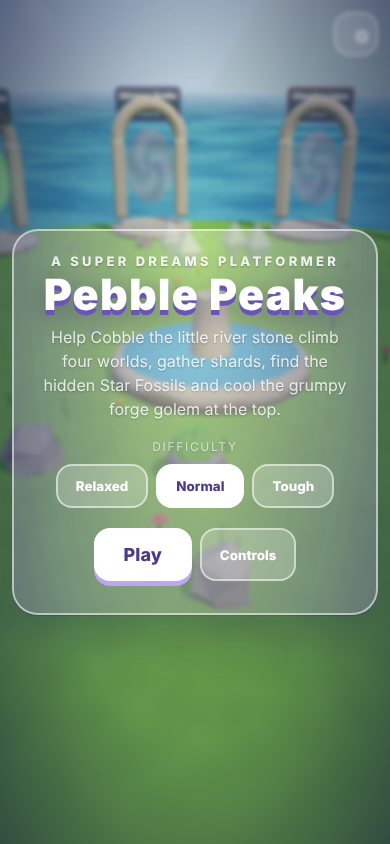 A SUPER DREAMS PLATFORMER
Pebble Peaks
Help Cobble the little river stone climb
four worlds, gather shards, find the
hidden Star Fossils and cool the grumpy
forge golem at the top.
DIFFICULTY
Relaxed
Normal
Tough
Play
Controls